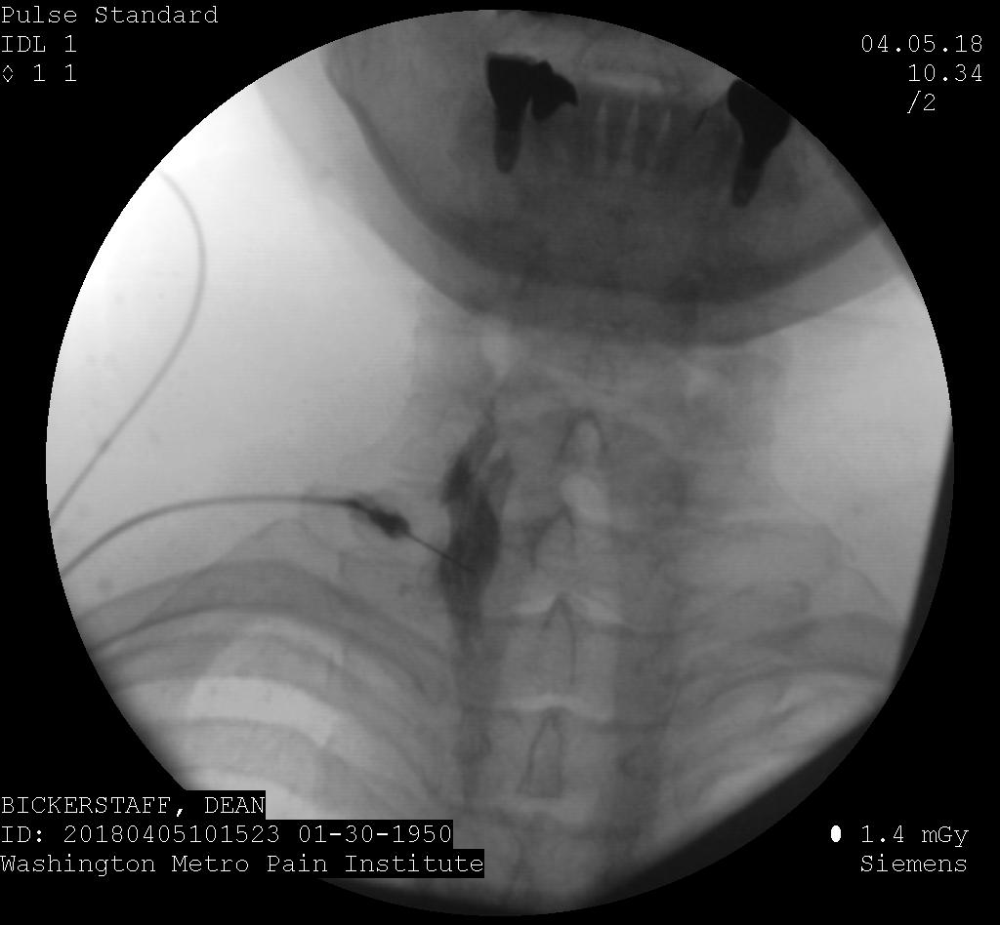 Pulse Standard
IDL 1
◊ 1 1
04.05.18
10.34
/2
BICKERSTAFF, DEAN
ID: 20180405101523 01-30-1950
Washington Metro Pain Institute
1.4 mGy
Siemens